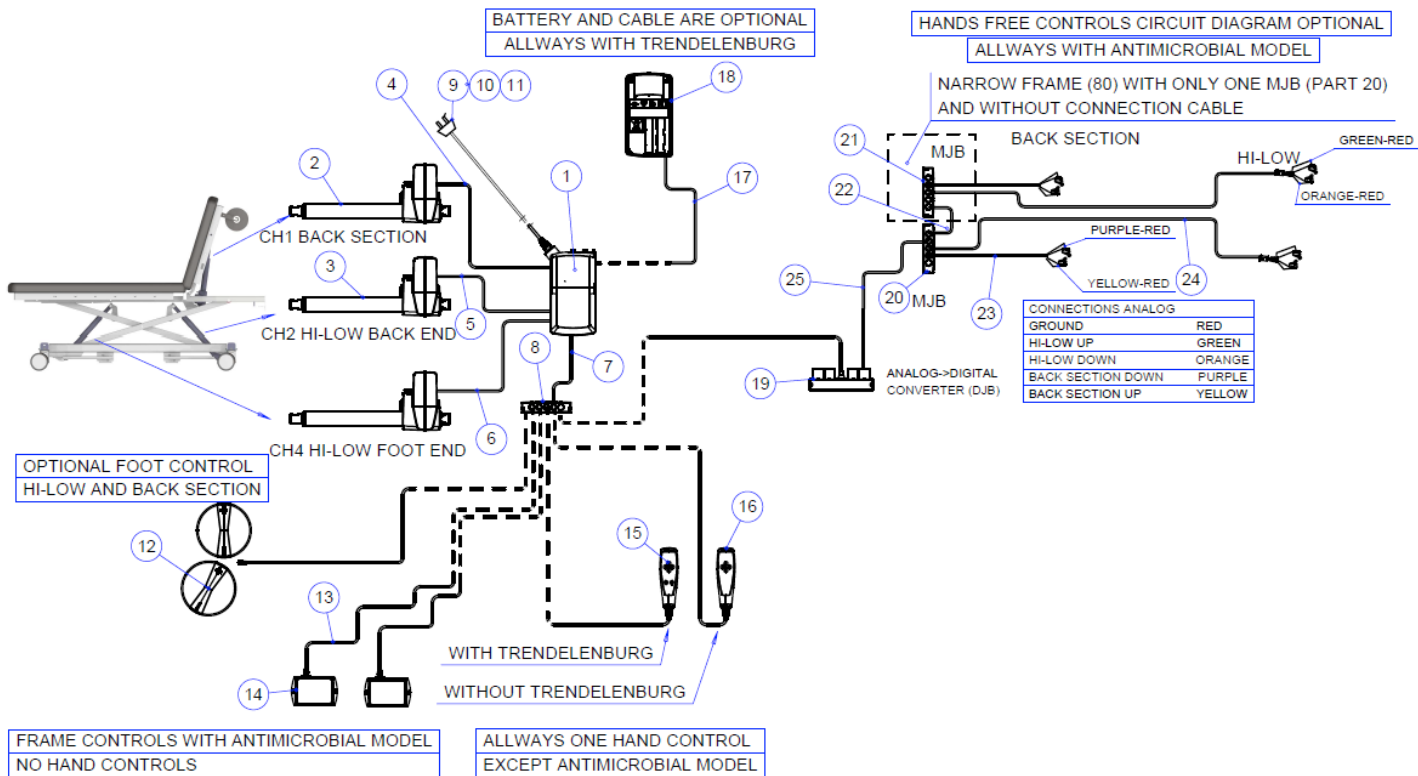 BATTERY AND CABLE ARE OPTIONAL
ALLWAYS WITH TRENDELENBURG
HANDS FREE CONTROLS CIRCUIT DIAGRAM OPTIONAL
ALLWAYS WITH ANTIMICROBIAL MODEL
NARROW FRAME (80) WITH ONLY ONE MJB (PART 20)
AND WITHOUT CONNECTION CABLE
4
9
10
11
18
2
1
17
CH1 BACK SECTION
3
CH2 HI-LOW BACK END
5
8
7
6
CH4 HI-LOW FOOT END
BACK SECTION
21
MJB
HI-LOW
GREEN-RED
ORANGE-RED
22
PURPLE-RED
YELLOW-RED
24
25
20
MJB
23
19
ANALOG->DIGITAL
CONVERTER (DJB)
CONNECTIONS ANALOG
GROUND RED
HI-LOW UP GREEN
HI-LOW DOWN ORANGE
BACK SECTION DOWN PURPLE
BACK SECTION UP YELLOW
OPTIONAL FOOT CONTROL
HI-LOW AND BACK SECTION
12
13
14
15
16
WITH TRENDELENBURG
WITHOUT TRENDELENBURG
FRAME CONTROLS WITH ANTIMICROBIAL MODEL
NO HAND CONTROLS
ALLWAYS ONE HAND CONTROL
EXCEPT ANTIMICROBIAL MODEL